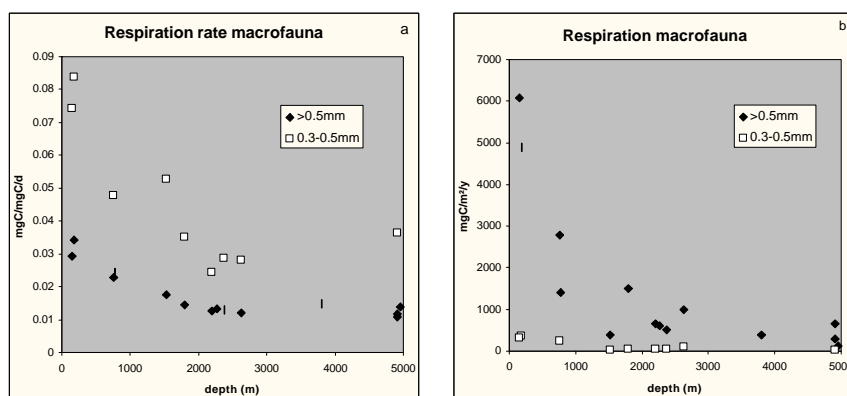 Respiration rate macrofauna
a
0.09
0.08
0.07
0.06
0.05
0.04
0.03
0.02
0.01
0
mgC/mgC/d
>0.5mm
0.3-0.5mm
0 1000 2000 3000 4000 5000
depth (m)
Respiration macrofauna
b
7000
6000
5000
4000
3000
2000
1000
0
mgC/m²/y
>0.5mm
0.3-0.5mm
0 1000 2000 3000 4000 5000
depth (m)